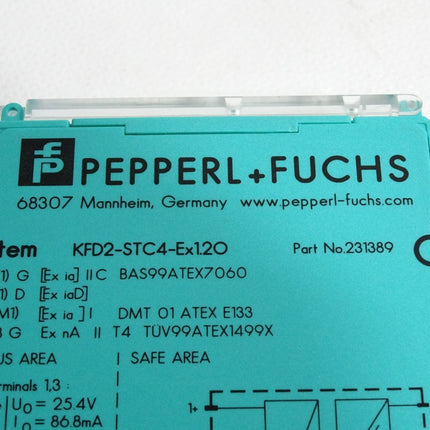 PEPPERL+FUCHS
68307 Mannheim, Germany www.pepperl-fuchs.com
tem KFD2-STC4-Ex1.2O Part No.231389
1) G [Ex ia] IIC BAS99ATEX7060
1) D [Ex iaD]
M1) [Ex ia] I DMT 01 ATEX E133
3 G Ex nA II T4 TÜV99ATEX1499X
US AREA SAFE AREA
rminals 1,3 :
U0 = 25.4V
I0 = 86.8mA
1+